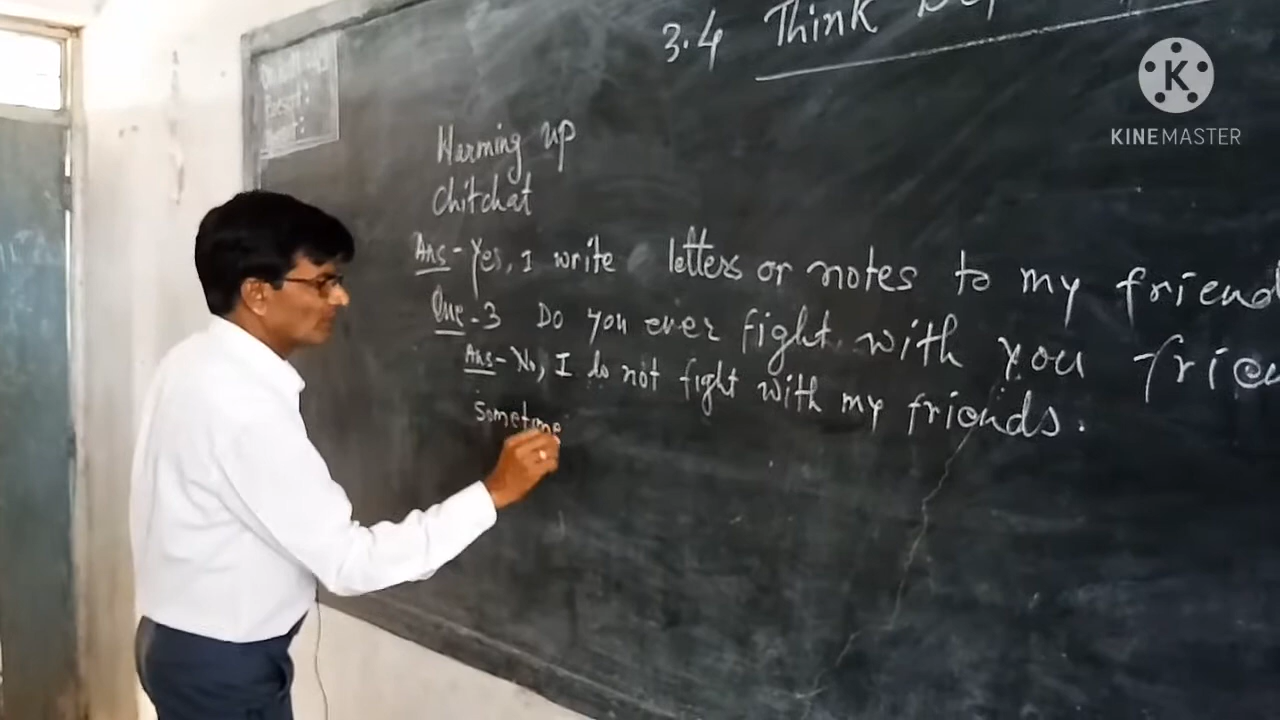 3.4 Think
Warming up
Chitchat
Ans - Yes, I write letters or notes to my friend
Que - 3 Do you ever fight with you frien
Ans - No, I do not fight with my friends.
Sometime
K
KINEMASTER